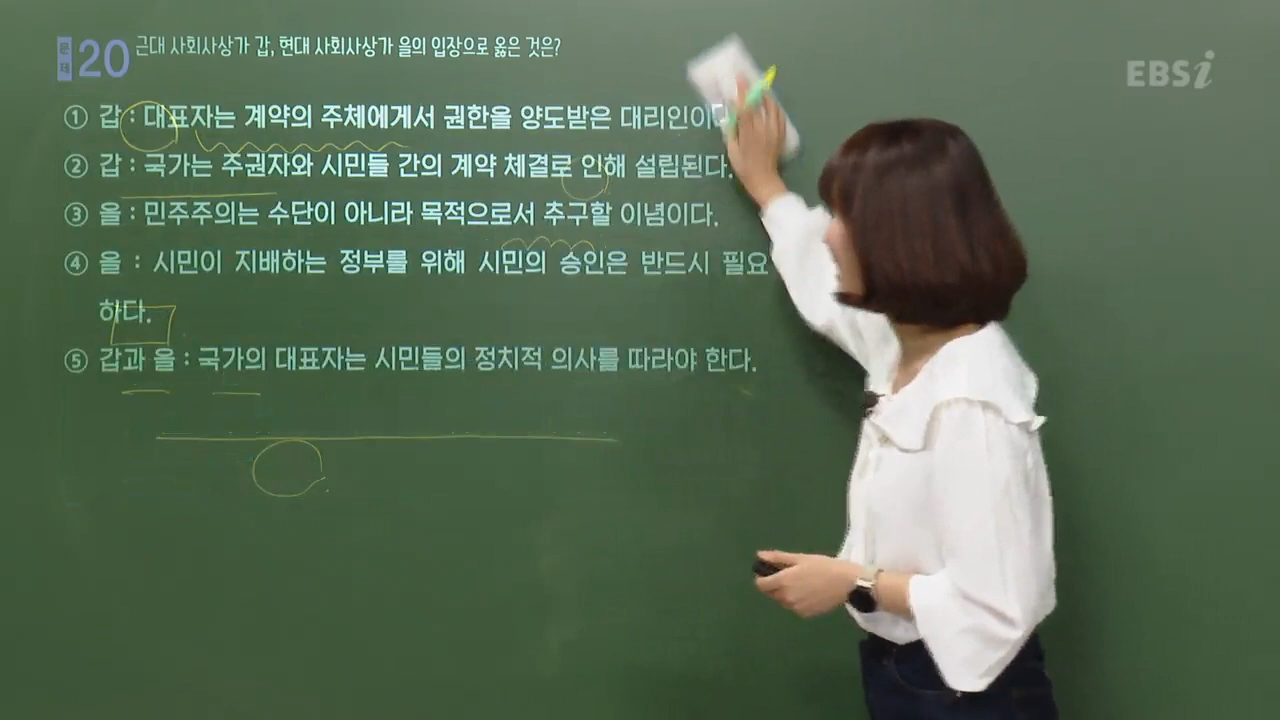 문제 20 근대 사회사상가 갑, 현대 사회사상가 을의 입장으로 옳은 것은?
EBSi
① 갑 : 대표자는 계약의 주체에게서 권한을 양도받은 대리인이다
② 갑 : 국가는 주권자와 시민들 간의 계약 체결로 인해 설립된다.
③ 을 : 민주주의는 수단이 아니라 목적으로서 추구할 이념이다.
④ 을 : 시민이 지배하는 정부를 위해 시민의 승인은 반드시 필요
하다.
⑤ 갑과 을 : 국가의 대표자는 시민들의 정치적 의사를 따라야 한다.